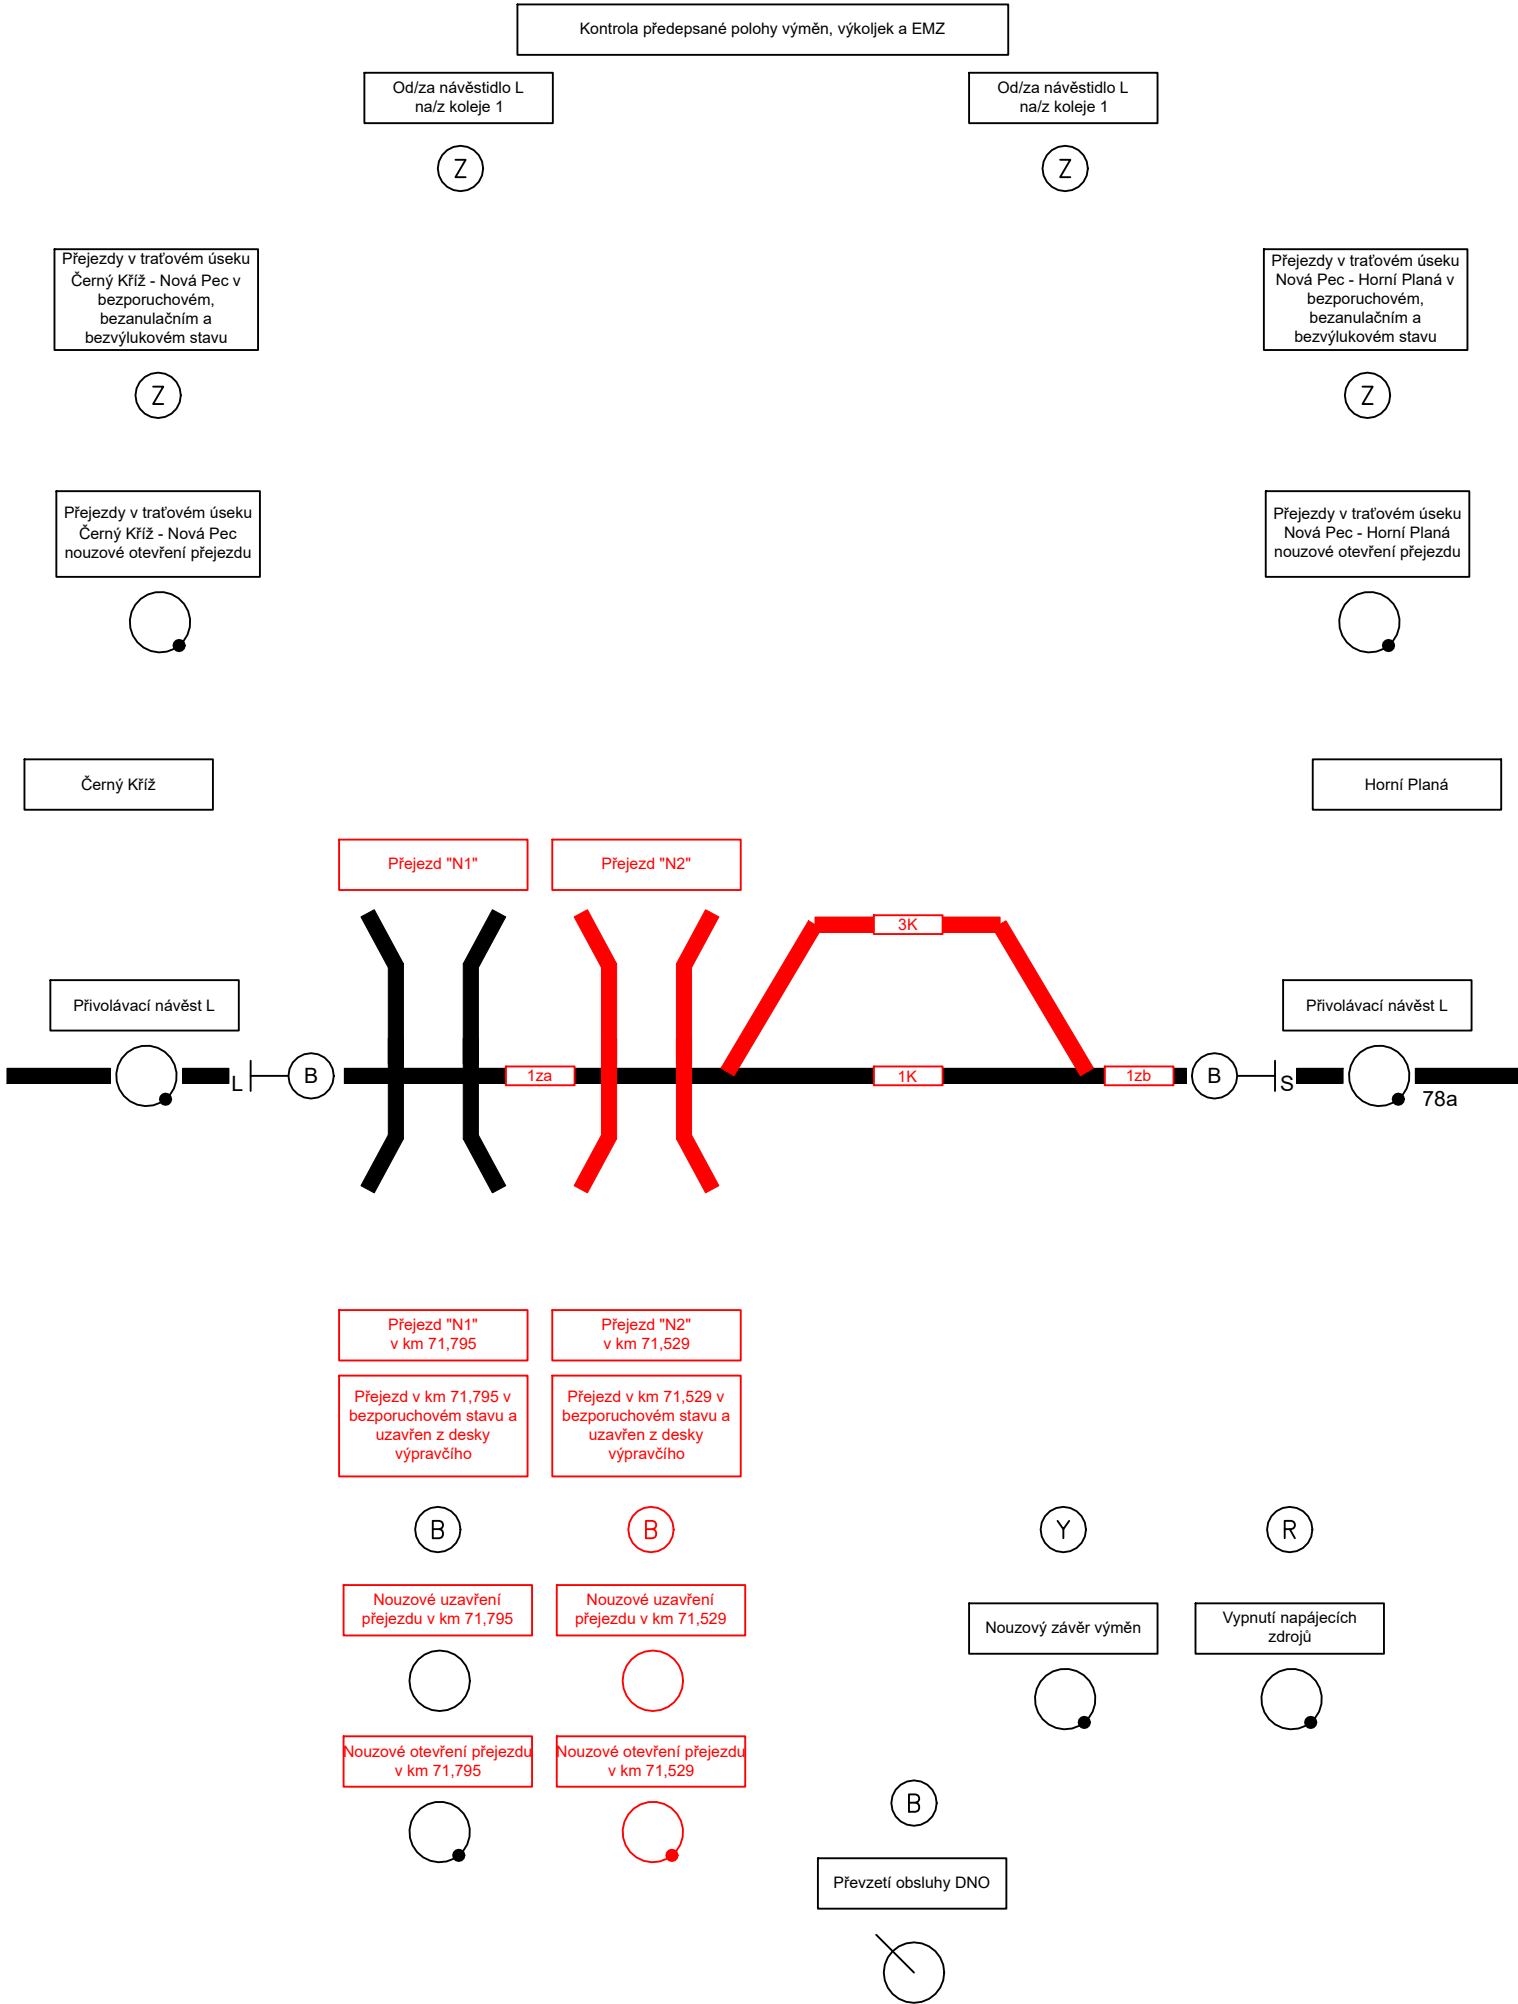 Kontrola předepsané polohy výměn, výkoljek a EMZ
Od/za návěstidlo L
na/z koleje 1
Od/za návěstidlo L
na/z koleje 1
Z
Z
Přejezdy v traťovém úseku
Černý Kříž - Nová Pec v
bezporuchovém,
bezanulačním a
bezvýlukovém stavu
Přejezdy v traťovém úseku
Nová Pec - Horní Planá v
bezporuchovém,
bezanulačním a
bezvýlukovém stavu
Z
Z
Přejezdy v traťovém úseku
Černý Kříž - Nová Pec
nouzové otevření přejezdu
Přejezdy v traťovém úseku
Nová Pec - Horní Planá
nouzové otevření přejezdu
Černý Kříž
Horní Planá
Přejezd "N1"
Přejezd "N2"
3K
Přivolávací návěst L
Přivolávací návěst L
L
B
1za
1K
1zb
B
S
78a
Přejezd "N1"
v km 71,795
Přejezd "N2"
v km 71,529
Přejezd v km 71,795 v
bezporuchovém stavu a
uzavřen z desky
výpravčího
Přejezd v km 71,529 v
bezporuchovém stavu a
uzavřen z desky
výpravčího
B
B
Y
R
Nouzové uzavření
přejezdu v km 71,795
Nouzové uzavření
přejezdu v km 71,529
Nouzový závěr výměn
Vypnutí napájecích
zdrojů
Nouzové otevření přejezdu
v km 71,795
Nouzové otevření přejezdu
v km 71,529
B
Převzetí obsluhy DNO